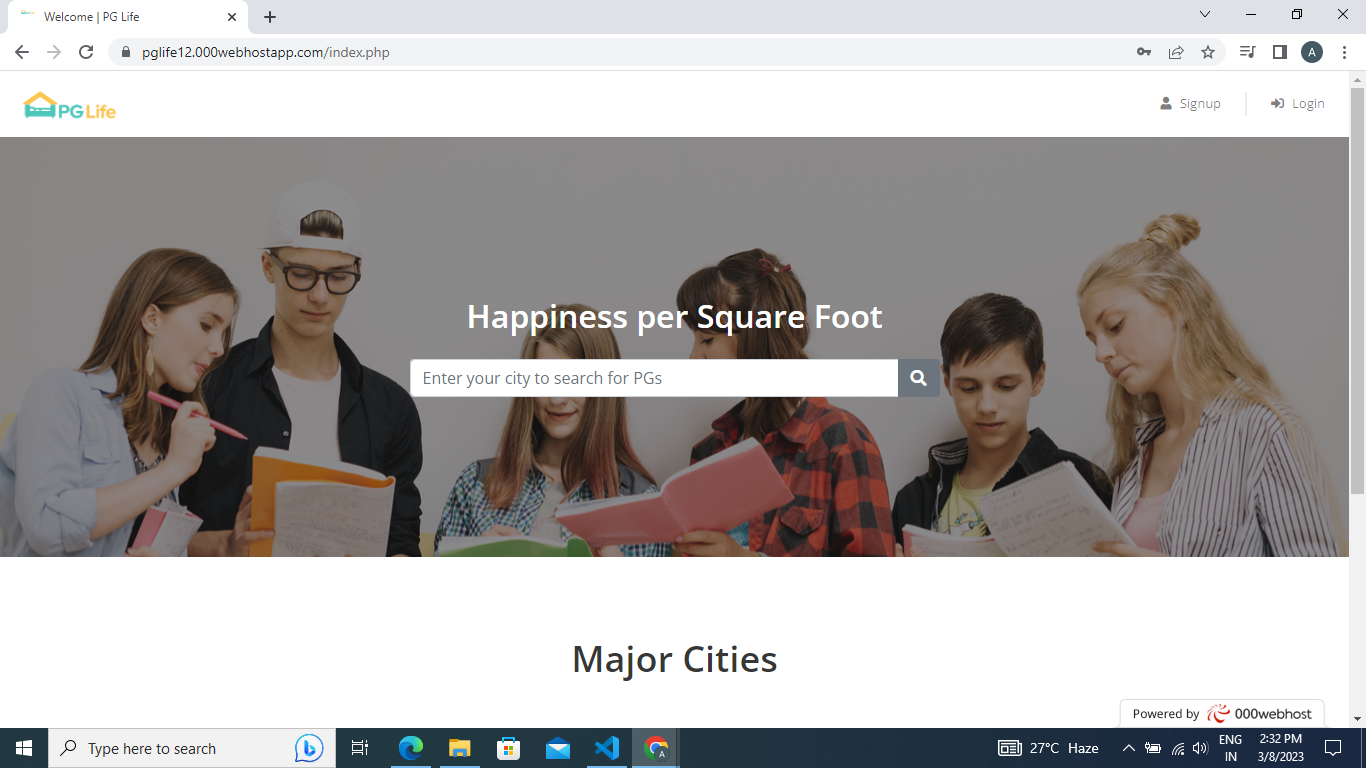 Welcome | PG Life
pglife12.000webhostapp.com/index.php
A
PG Life
Signup
Login
Happiness per Square Foot
Enter your city to search for PGs
Major Cities
Powered by 000webhost
Type here to search
A
27°C Haze
ENG
IN
2:32 PM
3/8/2023